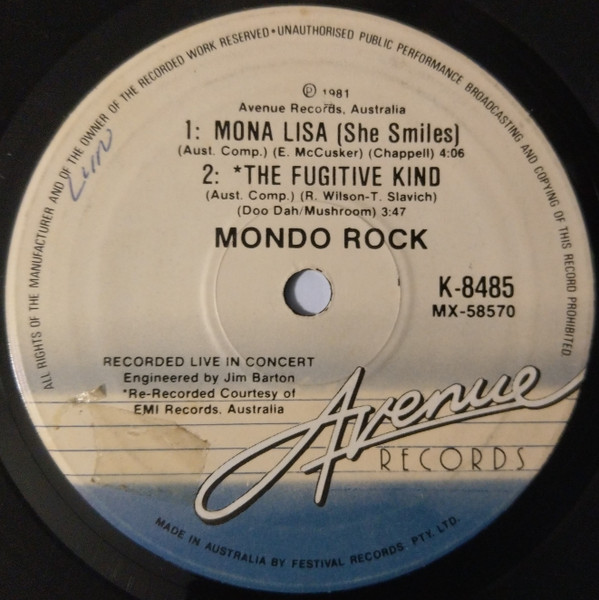 ALL RIGHTS OF THE MANUFACTURER AND OF THE OWNER OF THE RECORDED WORK RESERVED • UNAUTHORISED PUBLIC PERFORMANCE BROADCASTING AND COPYING OF THIS RECORD PROHIBITED.
℗ 1981
Avenue Records, Australia
1: MONA LISA (She Smiles)
(Aust. Comp.) (E. McCusker) (Chappell) 4:06
2: *THE FUGITIVE KIND
(Aust. Comp.) (R. Wilson-T. Slavich)
(Doo Dah/Mushroom) 3:47
MONDO ROCK
K-8485
MX-58570
RECORDED LIVE IN CONCERT
Engineered by Jim Barton
*Re-Recorded Courtesy of
EMI Records, Australia
Avenue
RECORDS
MADE IN AUSTRALIA BY FESTIVAL RECORDS, PTY. LTD.